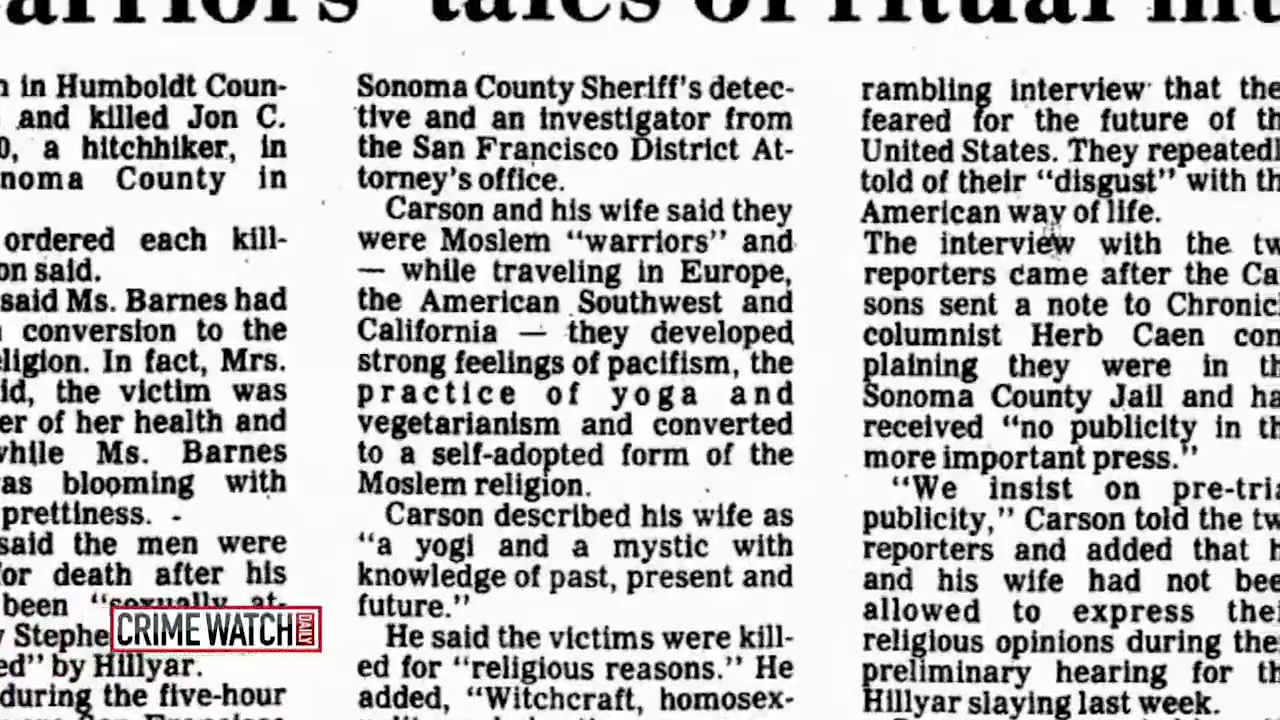 tales of ritual
n in Humboldt Coun-
and killed Jon C.
0, a hitchhiker, in
noma County in
ordered each kill-
on said.
said Ms. Barnes had
conversion to the
eligion. In fact, Mrs.
id, the victim was
er of her health and
while Ms. Barnes
as blooming with
prettiness.
said the men were
for death after his
been "sexually at-
y Stephe
ed" by Hillyar.
during the five-hour
CRIME WATCH DAILY
Sonoma County Sheriff's detec-
tive and an investigator from
the San Francisco District At-
torney's office.
Carson and his wife said they
were Moslem "warriors" and
— while traveling in Europe,
the American Southwest and
California — they developed
strong feelings of pacifism, the
practice of yoga and
vegetarianism and converted
to a self-adopted form of the
Moslem religion.
Carson described his wife as
"a yogi and a mystic with
knowledge of past, present and
future."
He said the victims were kill-
ed for "religious reasons." He
added, "Witchcraft, homosex-
rambling interview that the
feared for the future of th
United States. They repeatedl
told of their "disgust" with th
American way of life.
The interview with the tw
reporters came after the Ca
sons sent a note to Chronicl
columnist Herb Caen com
plaining they were in th
Sonoma County Jail and ha
received "no publicity in th
more important press."
"We insist on pre-tria
publicity," Carson told the tw
reporters and added that h
and his wife had not bee
allowed to express thei
religious opinions during the
preliminary hearing for th
Hillyar slaying last week.